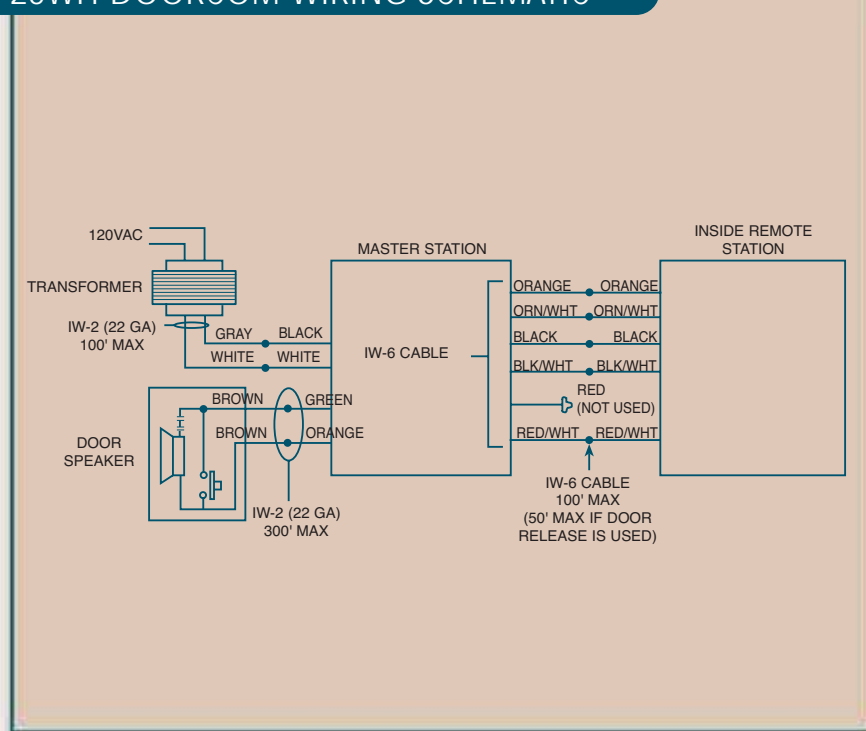 DOORCOM WIRING SCHEMATIC
120VAC
TRANSFORMER
IW-2 (22 GA)
100' MAX
GRAY BLACK
WHITE WHITE
MASTER STATION
IW-6 CABLE
INSIDE REMOTE
STATION
ORANGE ORANGE
ORN/WHT ORN/WHT
BLACK BLACK
BLK/WHT BLK/WHT
RED
(NOT USED)
RED/WHT RED/WHT
IW-6 CABLE
100' MAX
(50' MAX IF DOOR
RELEASE IS USED)
DOOR
SPEAKER
BROWN GREEN
BROWN ORANGE
IW-2 (22 GA)
300' MAX